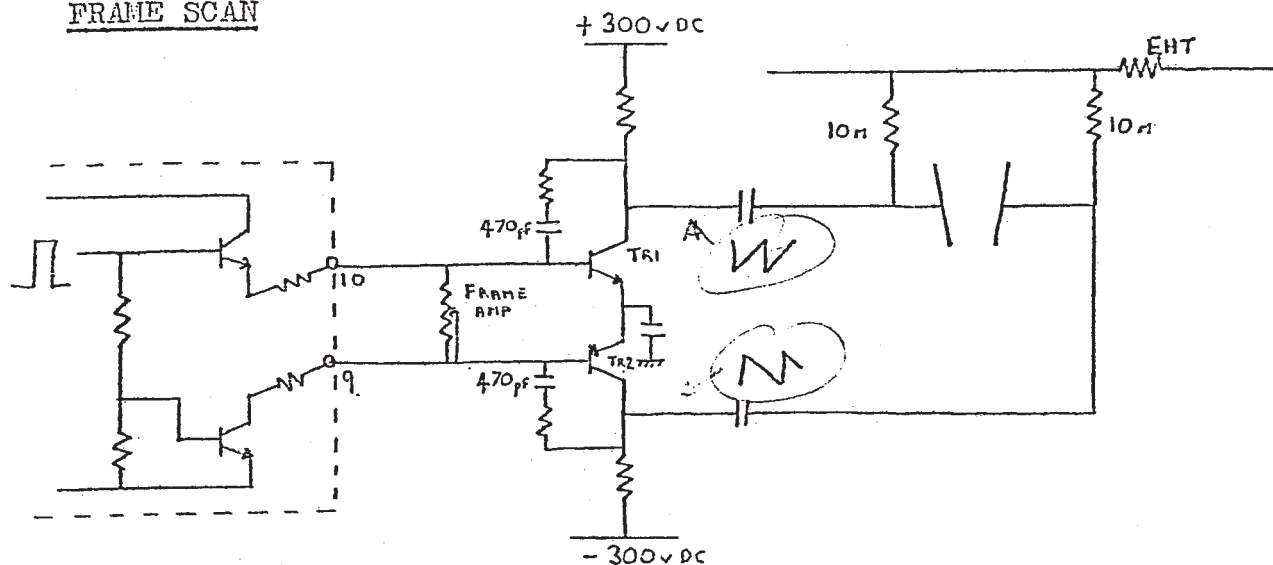 FRAME SCAN
+ 300v DC
EHT
10M
10M
470pf
TR1
10
FRAME
AMP
TR2
9.
470pf
- 300v DC